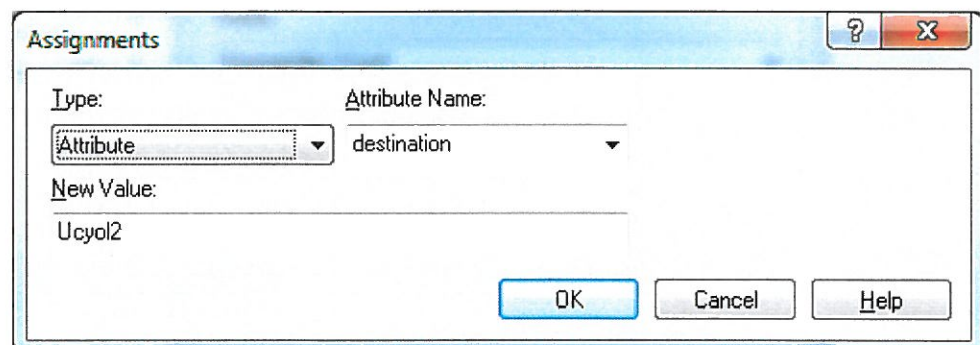 Assignments
Type: Attribute Name:
Attribute destination
New Value:
Ucyol2
OK Cancel Help